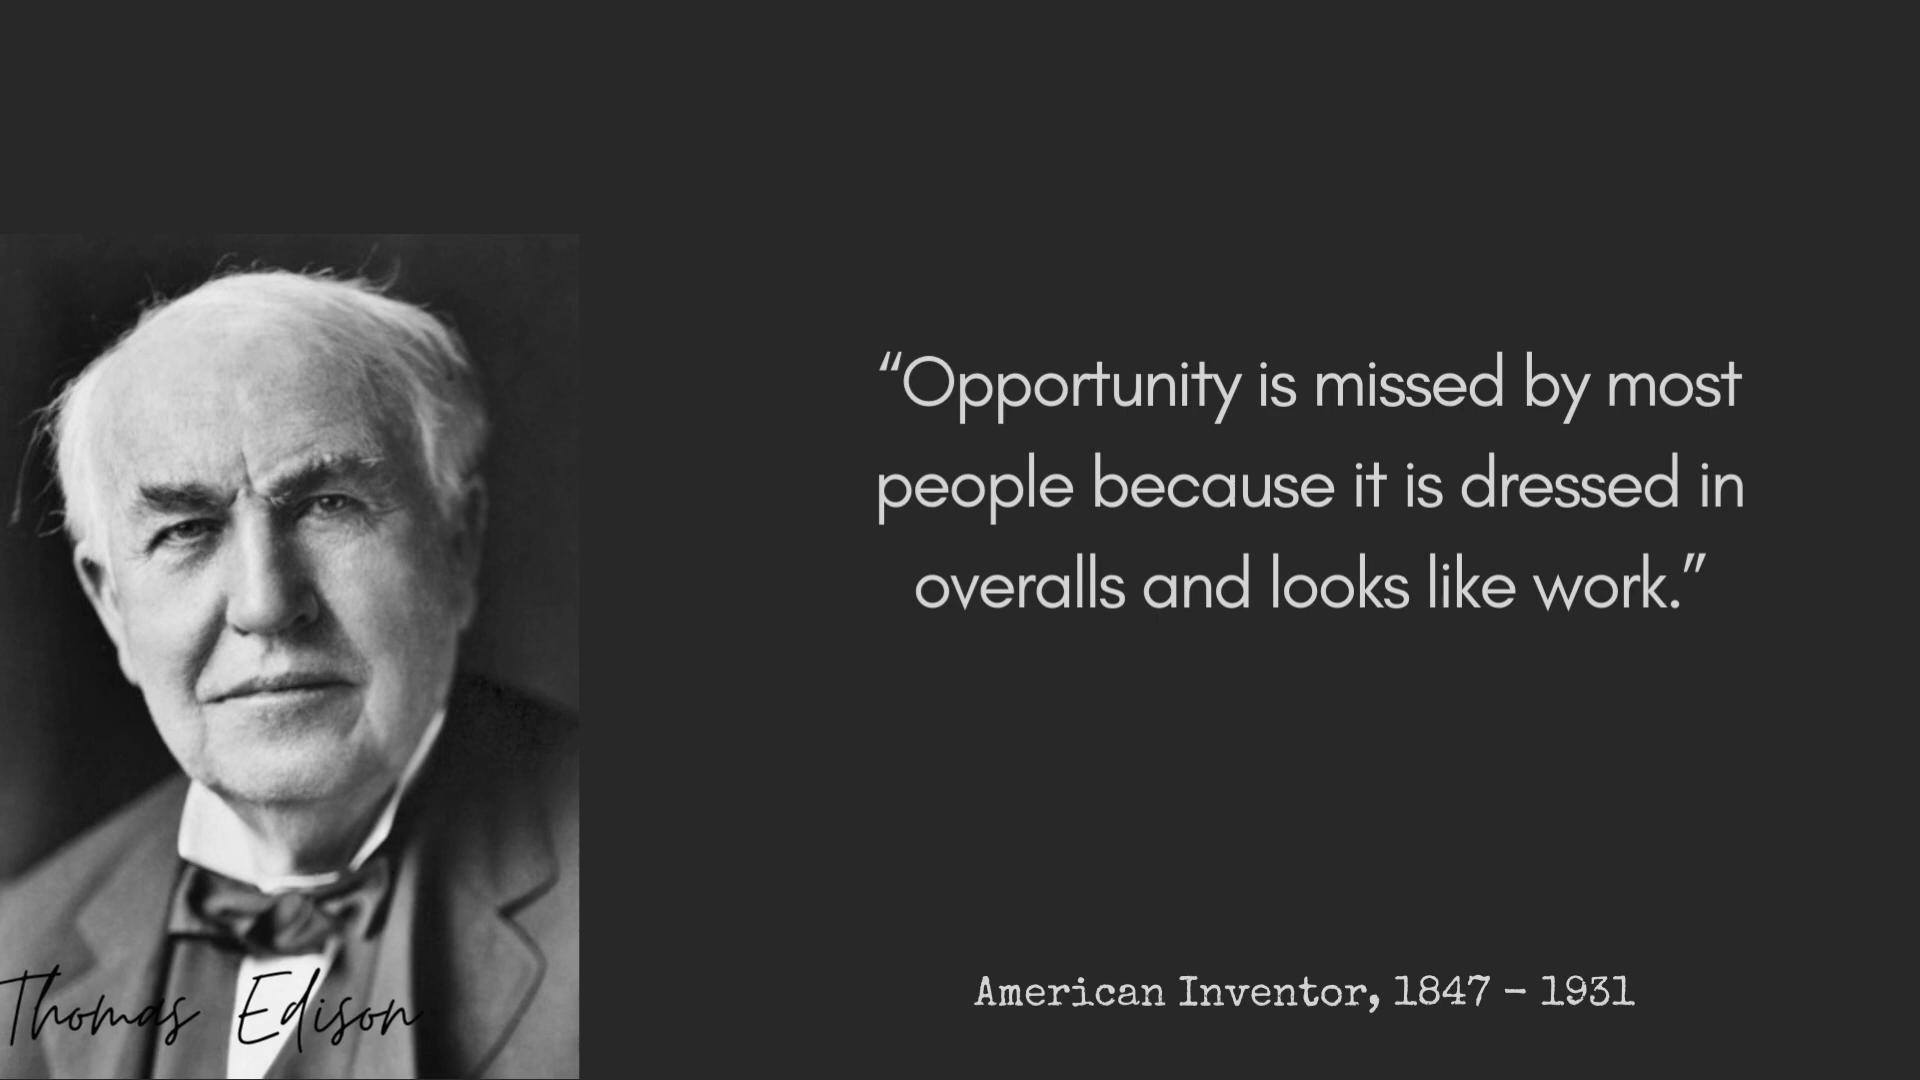 “Opportunity is missed by most
people because it is dressed in
overalls and looks like work.”
Thomas Edison
American Inventor, 1847 – 1931